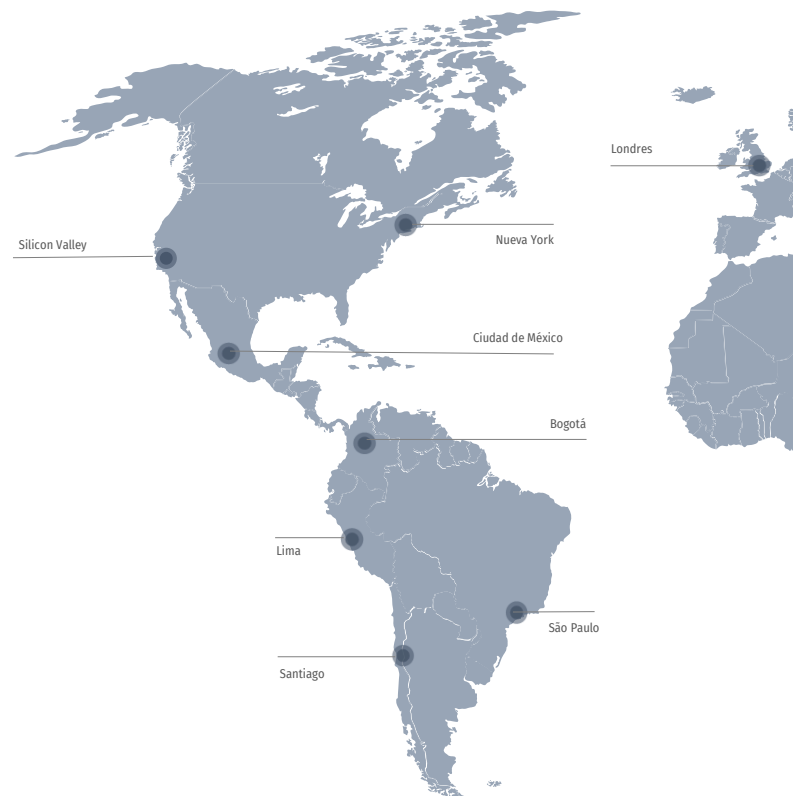 Londres
Nueva York
Silicon Valley
Ciudad de México
Bogotá
Lima
São Paulo
Santiago